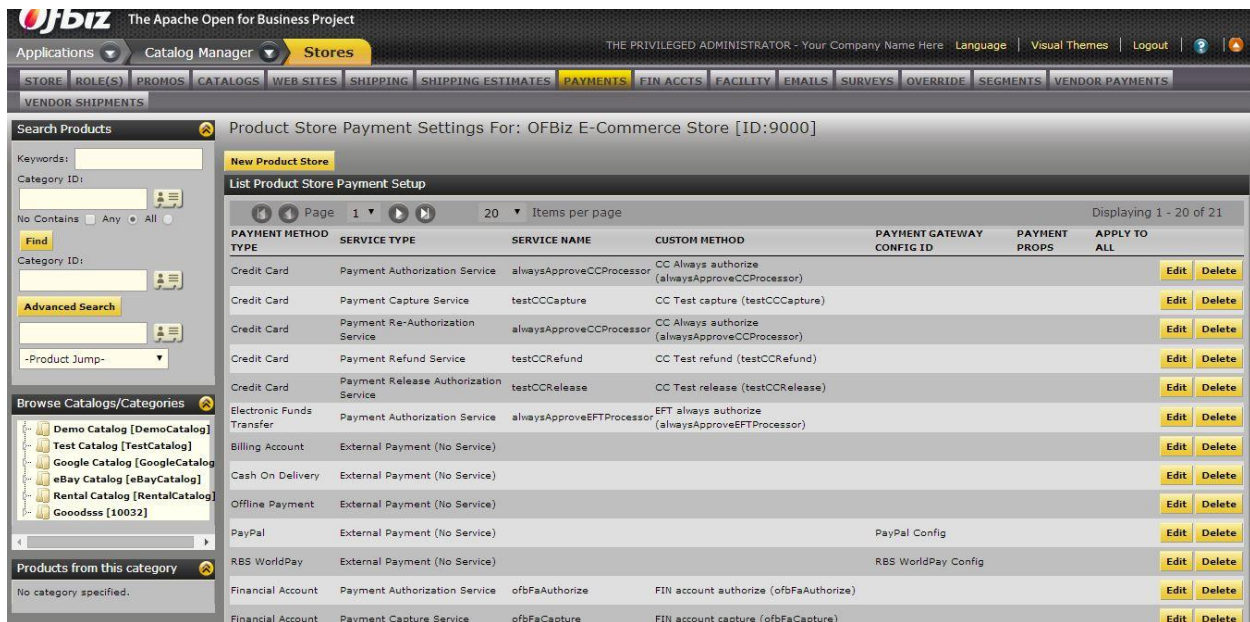 OFBiz The Apache Open for Business Project
Applications Catalog Manager Stores
THE PRIVILEGED ADMINISTRATOR - Your Company Name Here Language | Visual Themes | Logout | ? |
STORE ROLE(S) PROMOS CATALOGS WEB SITES SHIPPING SHIPPING ESTIMATES PAYMENTS FIN ACCTS FACILITY EMAILS SURVEYS OVERRIDE SEGMENTS VENDOR PAYMENTS
VENDOR SHIPMENTS
Search Products
Keywords:
Category ID:
No Contains Any All
Find
Category ID:
Advanced Search
-Product Jump-
Browse Catalogs/Categories
Demo Catalog [DemoCatalog]
Test Catalog [TestCatalog]
Google Catalog [GoogleCatalog
eBay Catalog [eBayCatalog]
Rental Catalog [RentalCatalog]
Gooodsss [10032]
Products from this category
No category specified.
Product Store Payment Settings For: OFBiz E-Commerce Store [ID:9000]
New Product Store
List Product Store Payment Setup
Page 1 20 Items per page Displaying 1 - 20 of 21
PAYMENT METHOD TYPE SERVICE TYPE SERVICE NAME CUSTOM METHOD PAYMENT GATEWAY CONFIG ID PAYMENT PROPS APPLY TO ALL
Credit Card Payment Authorization Service alwaysApproveCCProcessor CC Always authorize (alwaysApproveCCProcessor) Edit Delete
Credit Card Payment Capture Service testCCCapture CC Test capture (testCCCapture) Edit Delete
Credit Card Payment Re-Authorization Service alwaysApproveCCProcessor CC Always authorize (alwaysApproveCCProcessor) Edit Delete
Credit Card Payment Refund Service testCCRefund CC Test refund (testCCRefund) Edit Delete
Credit Card Payment Release Authorization Service testCCRelease CC Test release (testCCRelease) Edit Delete
Electronic Funds Transfer Payment Authorization Service alwaysApproveEFTProcessor EFT always authorize (alwaysApproveEFTProcessor) Edit Delete
Billing Account External Payment (No Service) Edit Delete
Cash On Delivery External Payment (No Service) Edit Delete
Offline Payment External Payment (No Service) Edit Delete
PayPal External Payment (No Service) PayPal Config Edit Delete
RBS WorldPay External Payment (No Service) RBS WorldPay Config Edit Delete
Financial Account Payment Authorization Service ofbFaAuthorize FIN account authorize (ofbFaAuthorize) Edit Delete
Financial Account Payment Capture Service ofbFaCapture FIN account capture (ofbFaCapture) Edit Delete